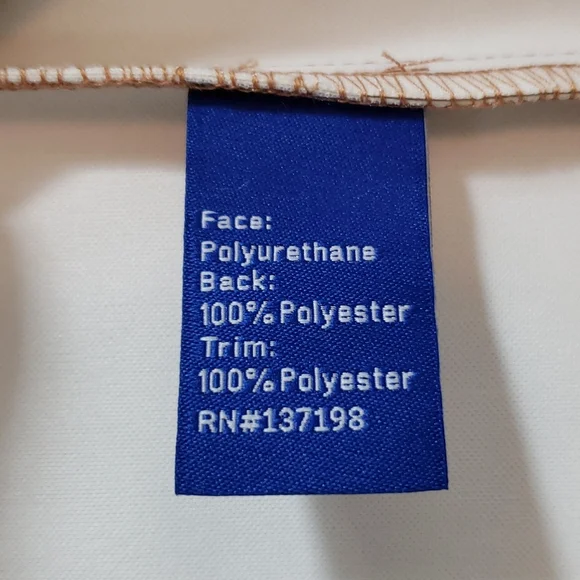 Face:
Polyurethane
Back:
100% Polyester
Trim:
100% Polyester
RN#137198